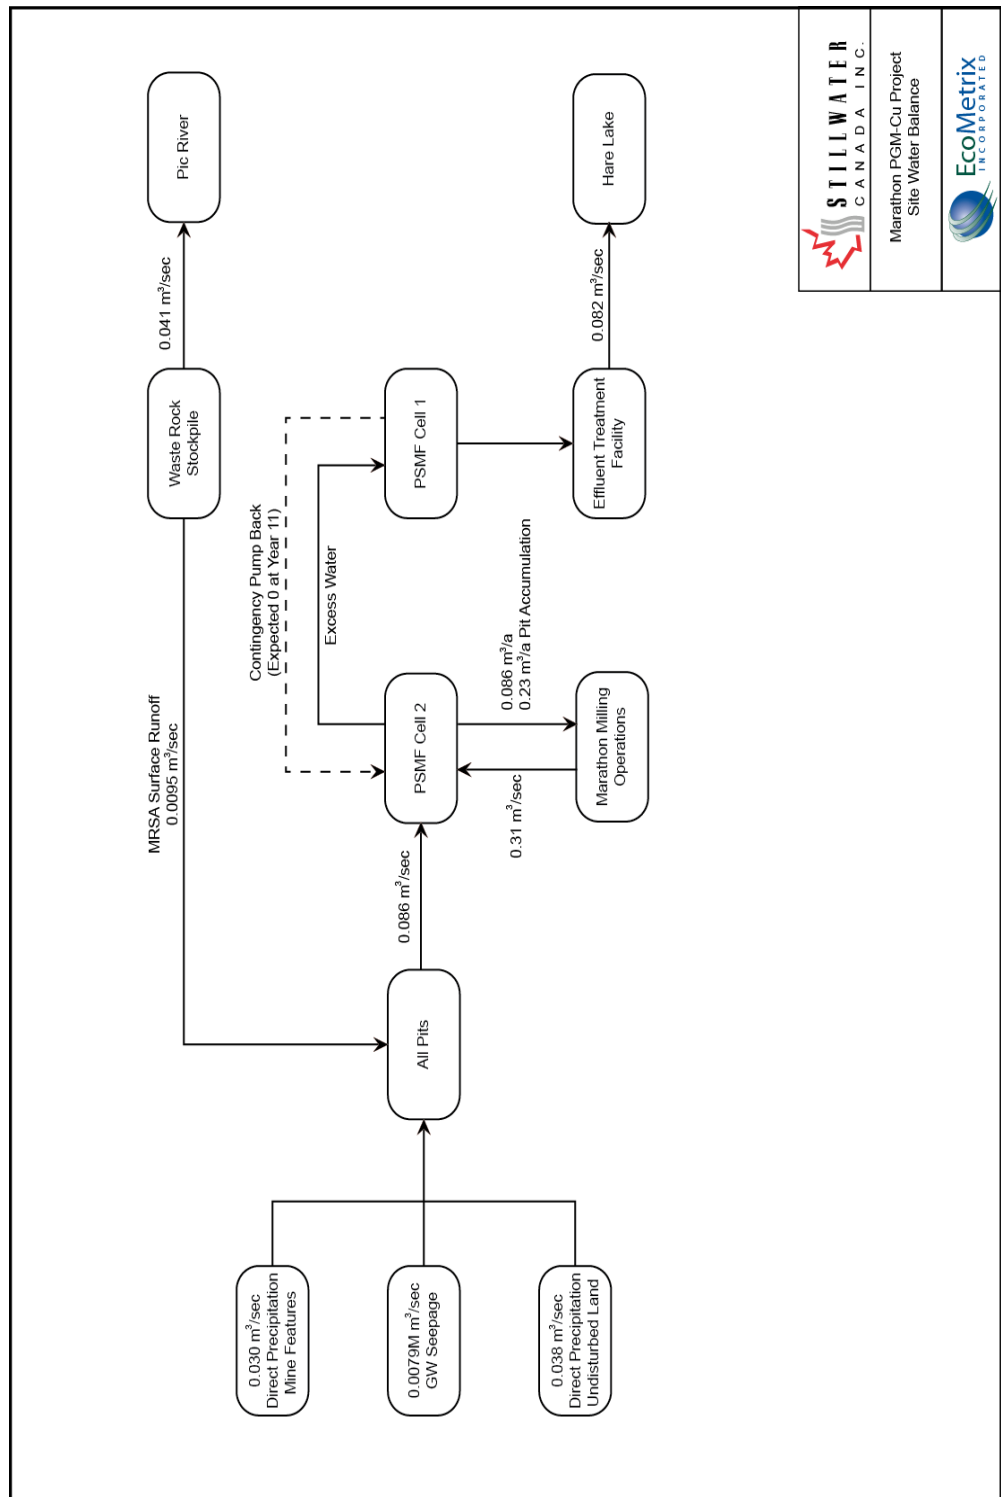 Pic River
0.041 m³/sec
Waste Rock
Stockpile
MRSA Surface Runoff
0.0095 m³/sec
Contingency Pump Back
(Expected 0 at Year 11)
Excess Water
0.030 m³/sec
Direct Precipitation
Mine Features
0.0079M m³/sec
GW Seepage
0.038 m³/sec
Direct Precipitation
Undisturbed Land
All Pits
0.086 m³/sec
PSMF Cell 2
PSMF Cell 1
0.31 m³/sec
0.086 m³/a
0.23 m³/a Pit Accumulation
Marathon Milling
Operations
Effluent Treatment
Facility
0.082 m³/sec
Hare Lake
STILLWATER
CANADA INC.
Marathon PGM-Cu Project
Site Water Balance
EcoMetrix
INCORPORATED